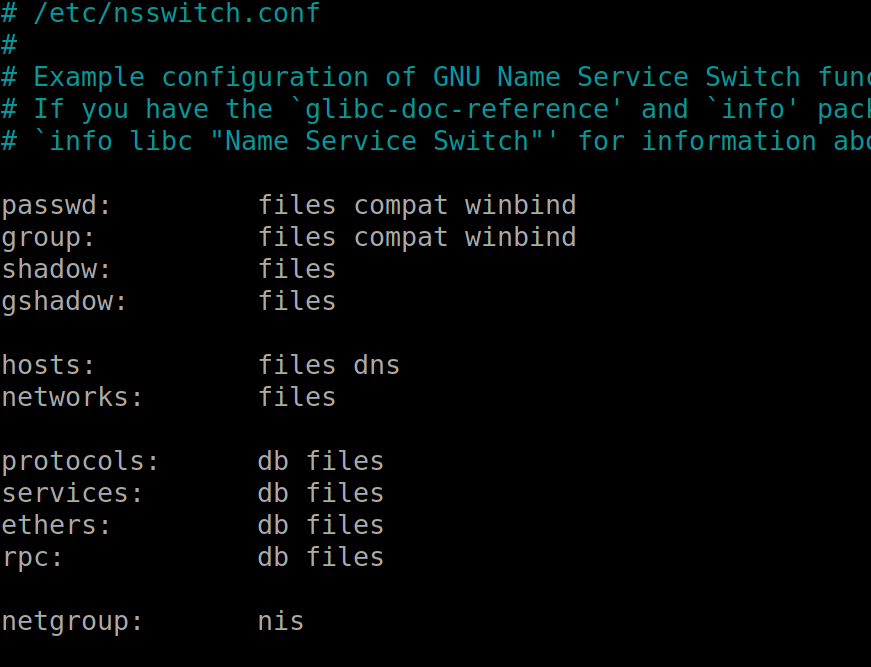 # /etc/nsswitch.conf
#
# Example configuration of GNU Name Service Switch
# If you have the `glibc-doc-reference' and `info'
# `info libc "Name Service Switch"' for information
passwd: files compat winbind
group: files compat winbind
shadow: files
gshadow: files
hosts: files dns
networks: files
protocols: db files
services: db files
ethers: db files
rpc: db files
netgroup: nis